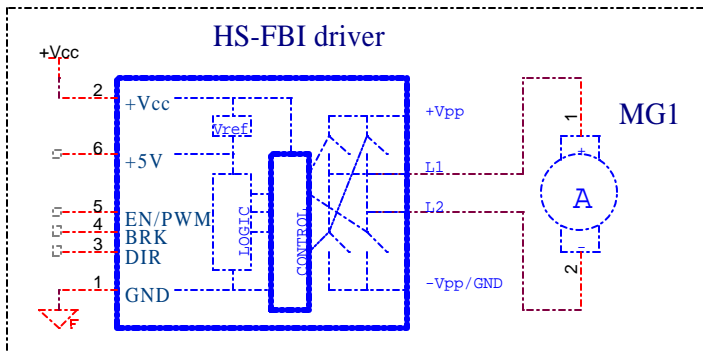 HS-FBI driver
+Vcc
2
+Vcc
+Vpp
1
MG1
Vref
6
+5V
L1
+
A
5
EN/PWM
L2
4
BRK
LOGIC
CONTROL
3
DIR
-
1
GND
-Vpp/GND
2
F